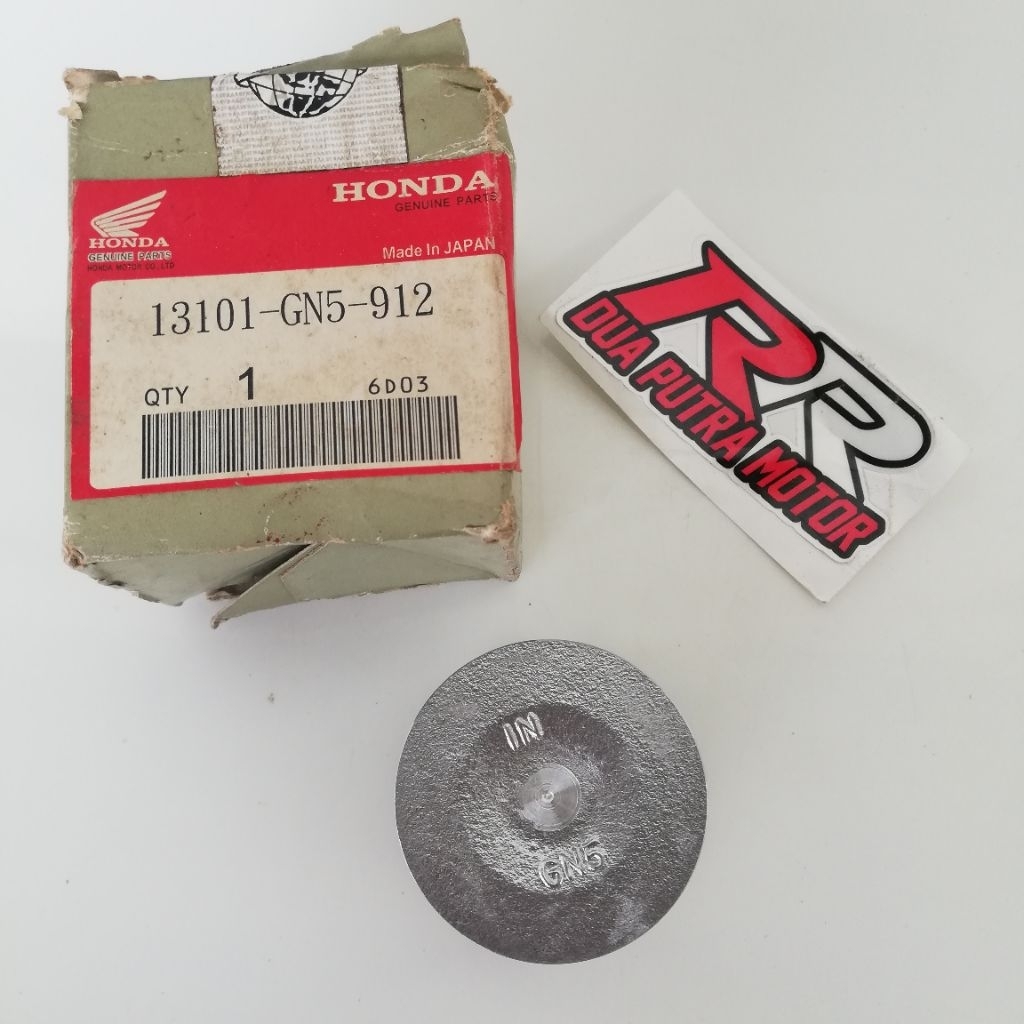 HONDA
GENUINE PARTS
HONDA
GENUINE PARTS
HONDA MOTOR CO., LTD
Made In JAPAN
13101-GN5-912
QTY 1 6D03
RR
DUA PUTRA MOTOR
IN
GN5